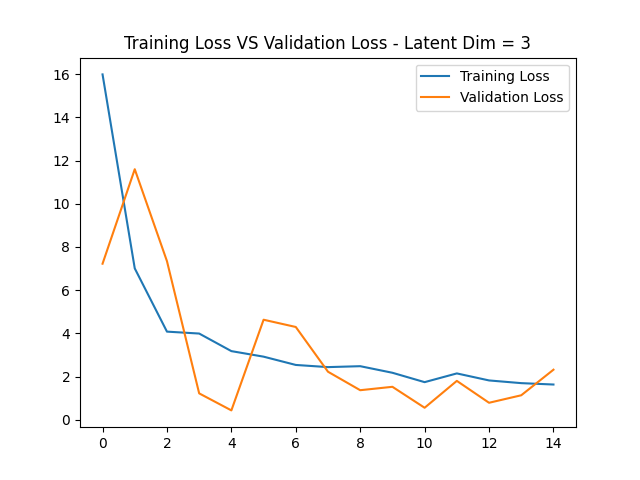 Training Loss VS Validation Loss - Latent Dim = 3
Training Loss
Validation Loss
16
14
12
10
8
6
4
2
0
0 2 4 6 8 10 12 14